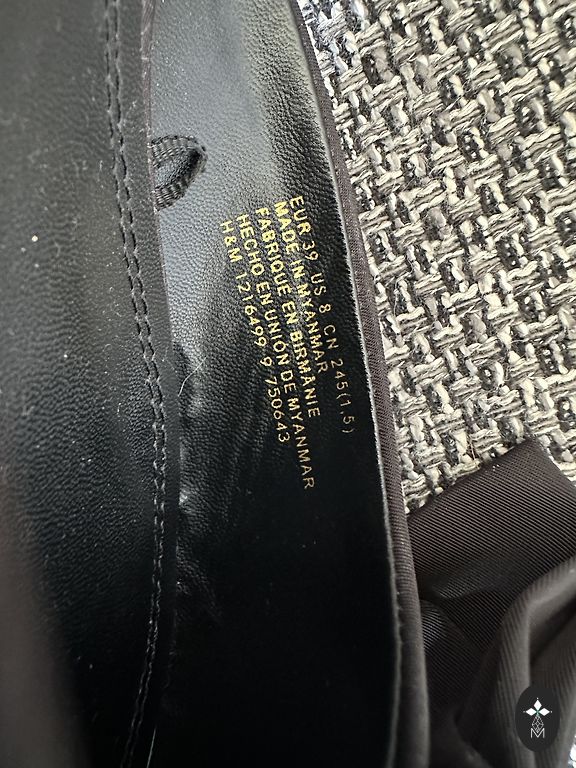 EUR 39 US 8 CN 245(1,5)
MADE IN MYANMAR
FABRIQUÉ EN BIRMANIE
HECHO EN UNIÓN DE MYANMAR
H&M 1216499-9 750643
M